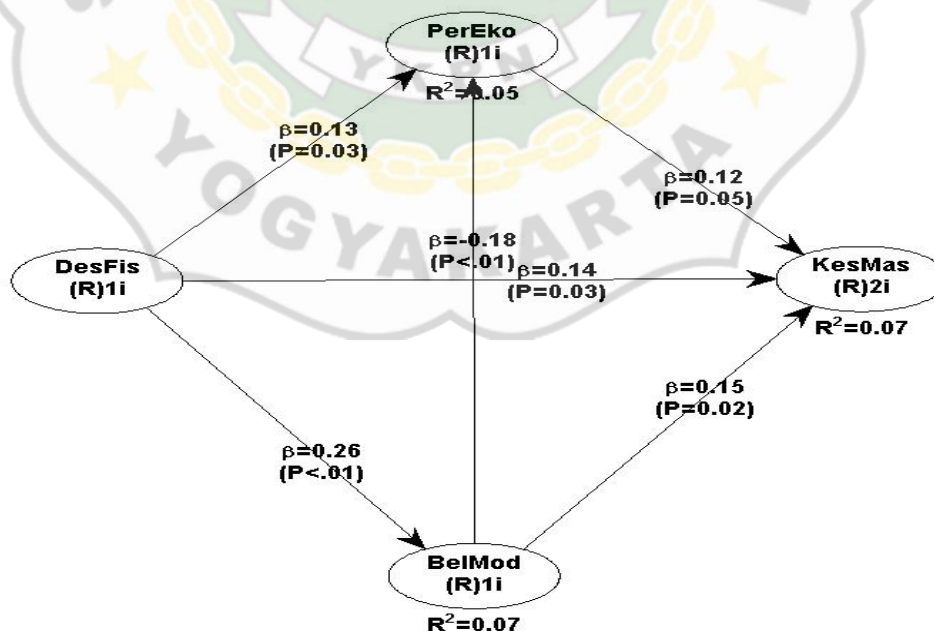 PerEko
(R)1i
R²=0.05
YKPN
YOGYAKARTA
β=0.13
(P=0.03)
β=0.12
(P=0.05)
β=-0.18
(P<.01)
β=0.14
(P=0.03)
DesFis
(R)1i
KesMas
(R)2i
R²=0.07
β=0.15
(P=0.02)
β=0.26
(P<.01)
BelMod
(R)1i
R²=0.07